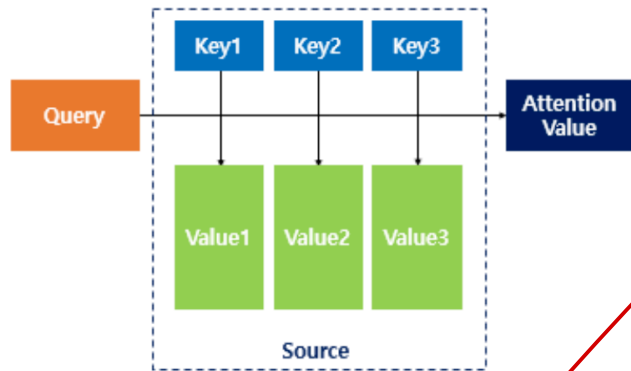 Key1 Key2 Key3
Query
Attention
Value
Value1 Value2 Value3
Source